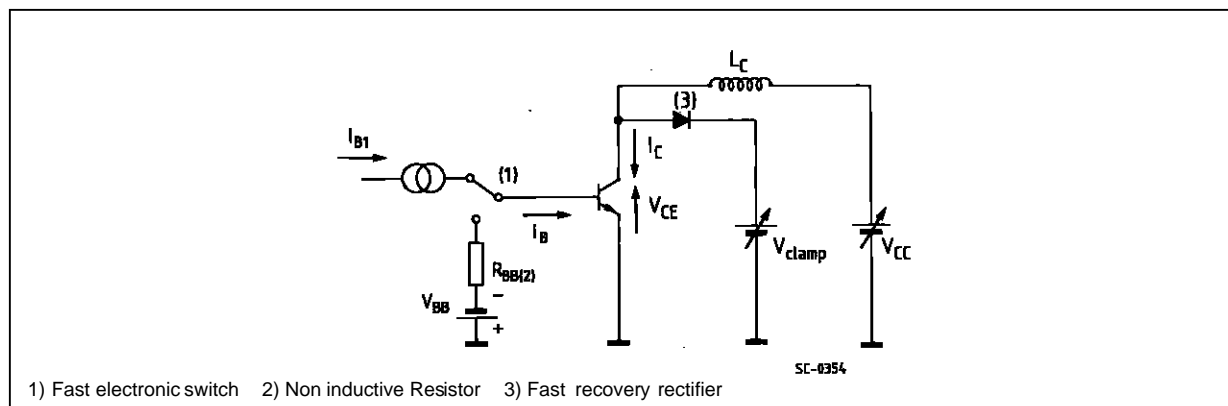 L_C
(3)
I_B1
I_C
(1)
V_CE
i_B
V_clamp
V_CC
R_BB(2)
V_BB
−
+
SC-0354
1) Fast electronic switch 2) Non inductive Resistor 3) Fast recovery rectifier